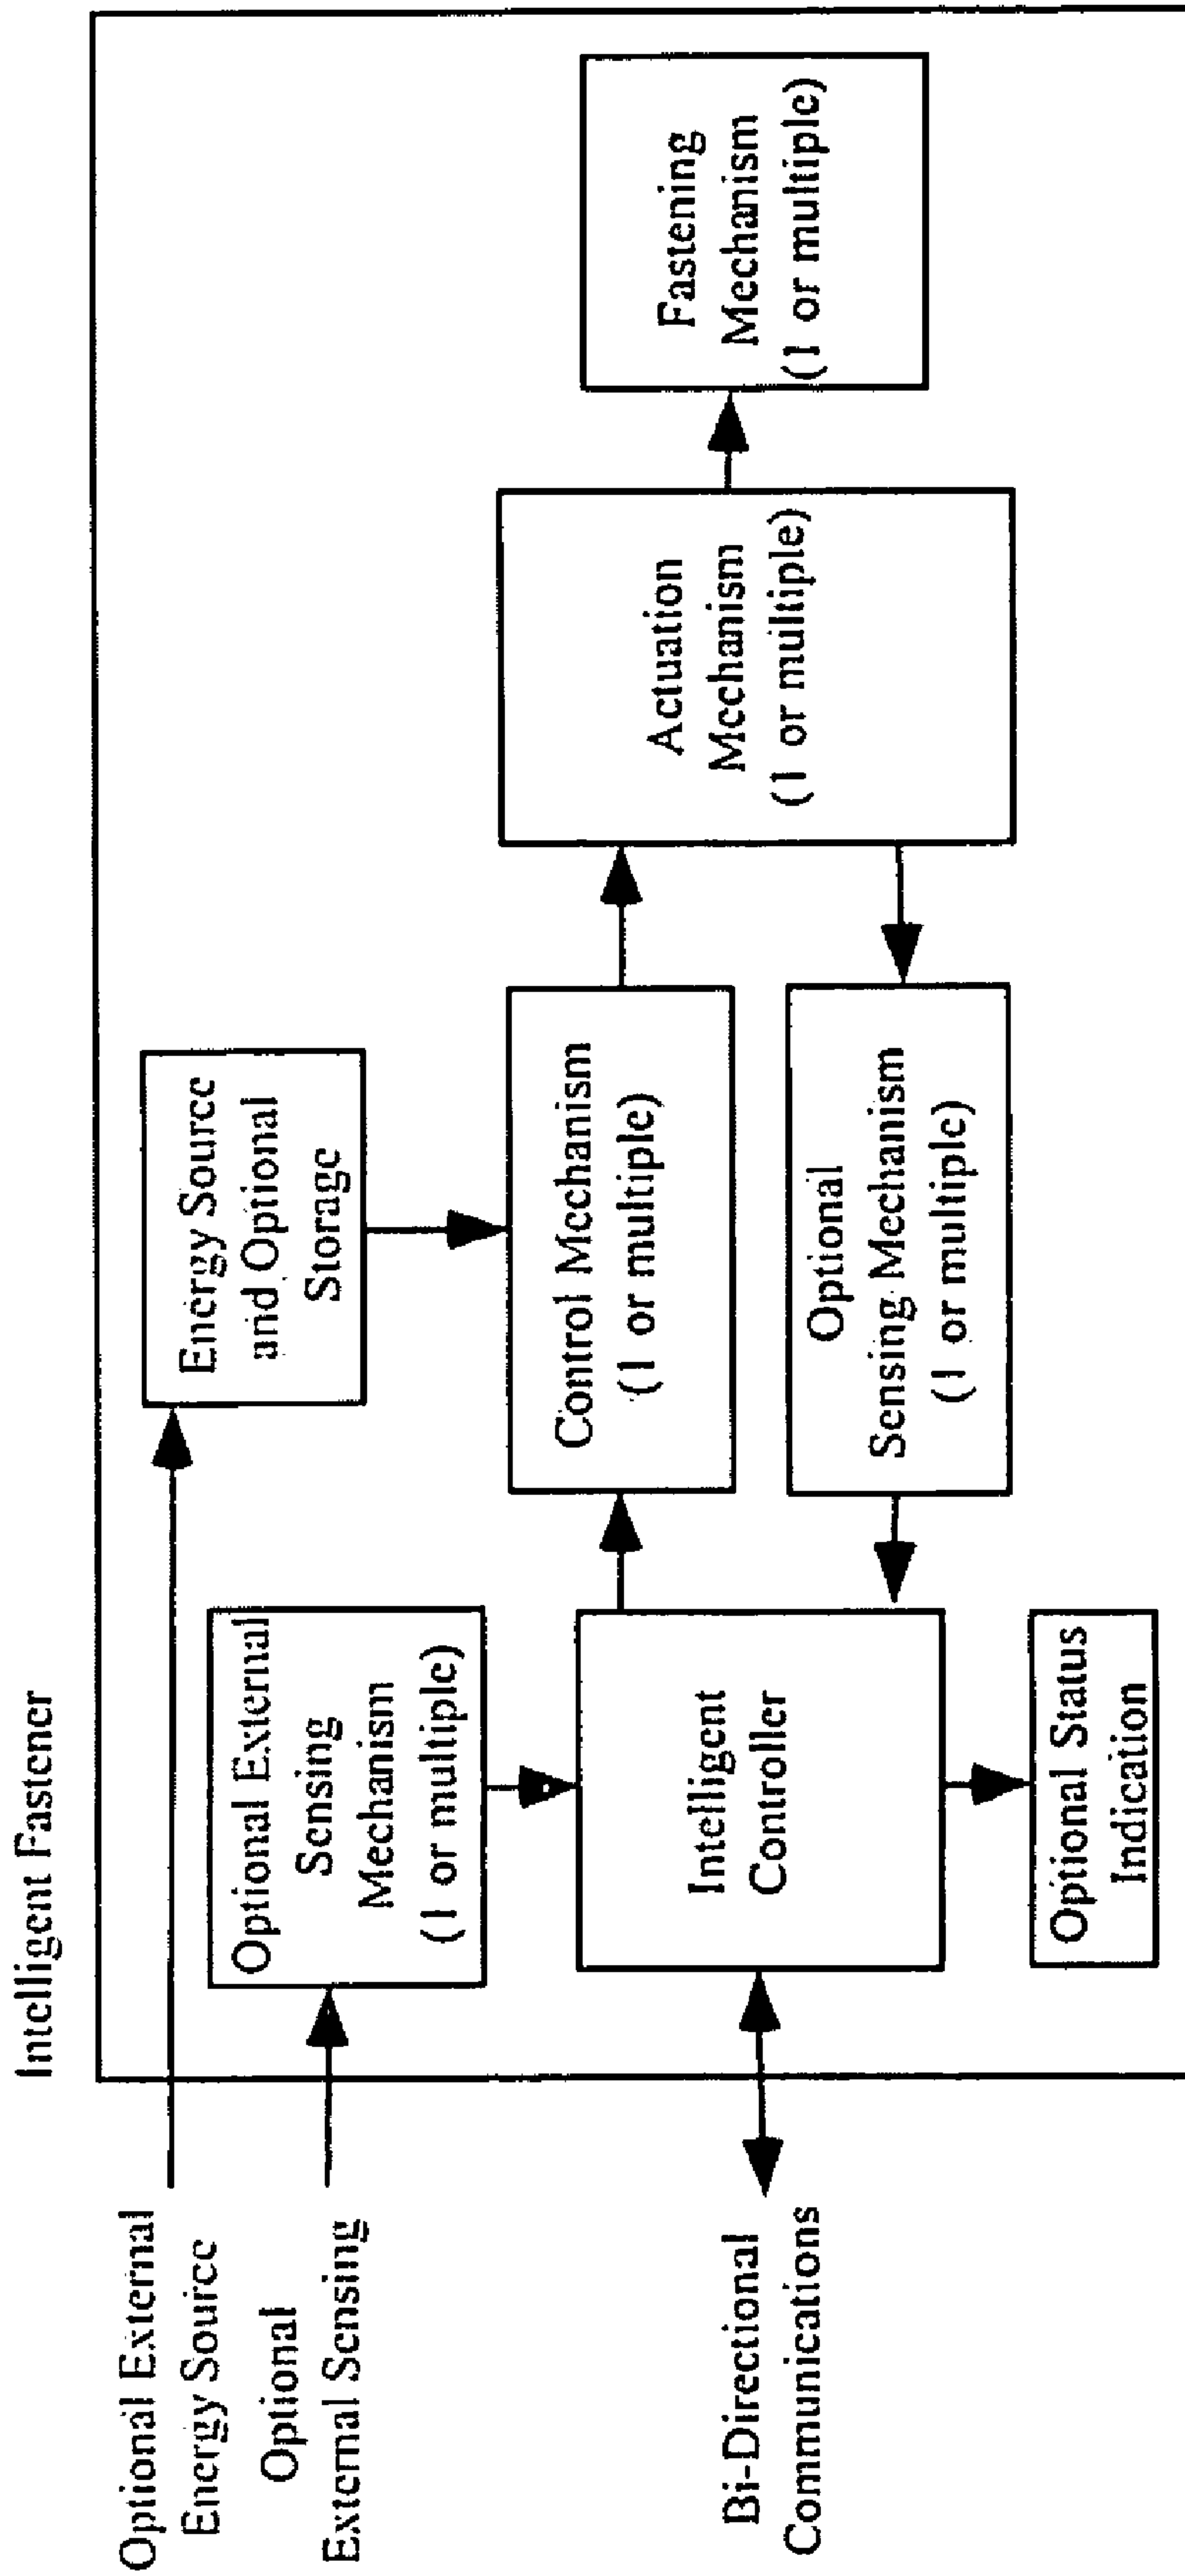 Intelligent Fastener
Optional External
Energy Source
Optional
External Sensing
Bi-Directional
Communications
Energy Source
and Optional
Storage
Optional External
Sensing
Mechanism
(1 or multiple)
Intelligent
Controller
Optional Status
Indication
Control Mechanism
(1 or multiple)
Optional
Sensing Mechanism
(1 or multiple)
Actuation
Mechanism
(1 or multiple)
Fastening
Mechanism
(1 or multiple)